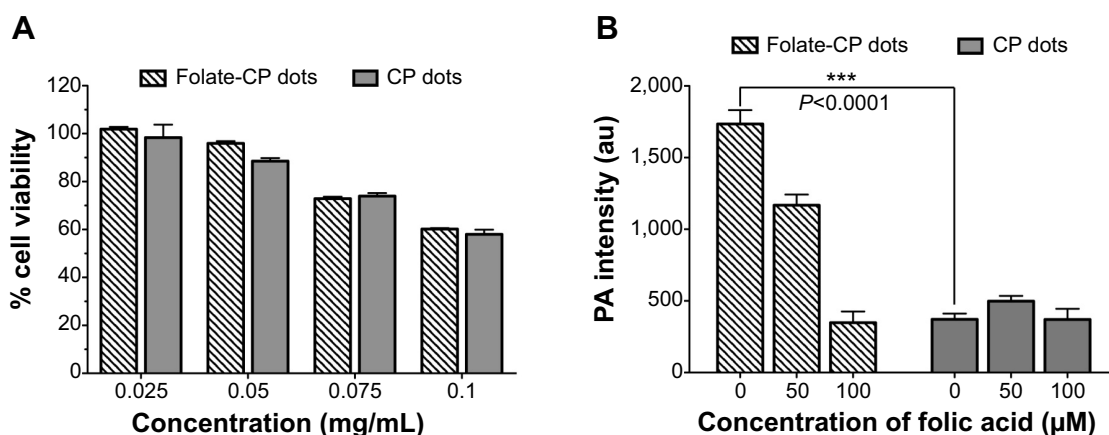 A
Folate-CP dots
CP dots
120
100
80
60
40
20
0
% cell viability
0.025
0.05
0.075
0.1
Concentration (mg/mL)
B
Folate-CP dots
CP dots
***
P<0.0001
2,000
1,500
1,000
500
0
PA intensity (au)
0 50 100 0 50 100
Concentration of folic acid (µM)